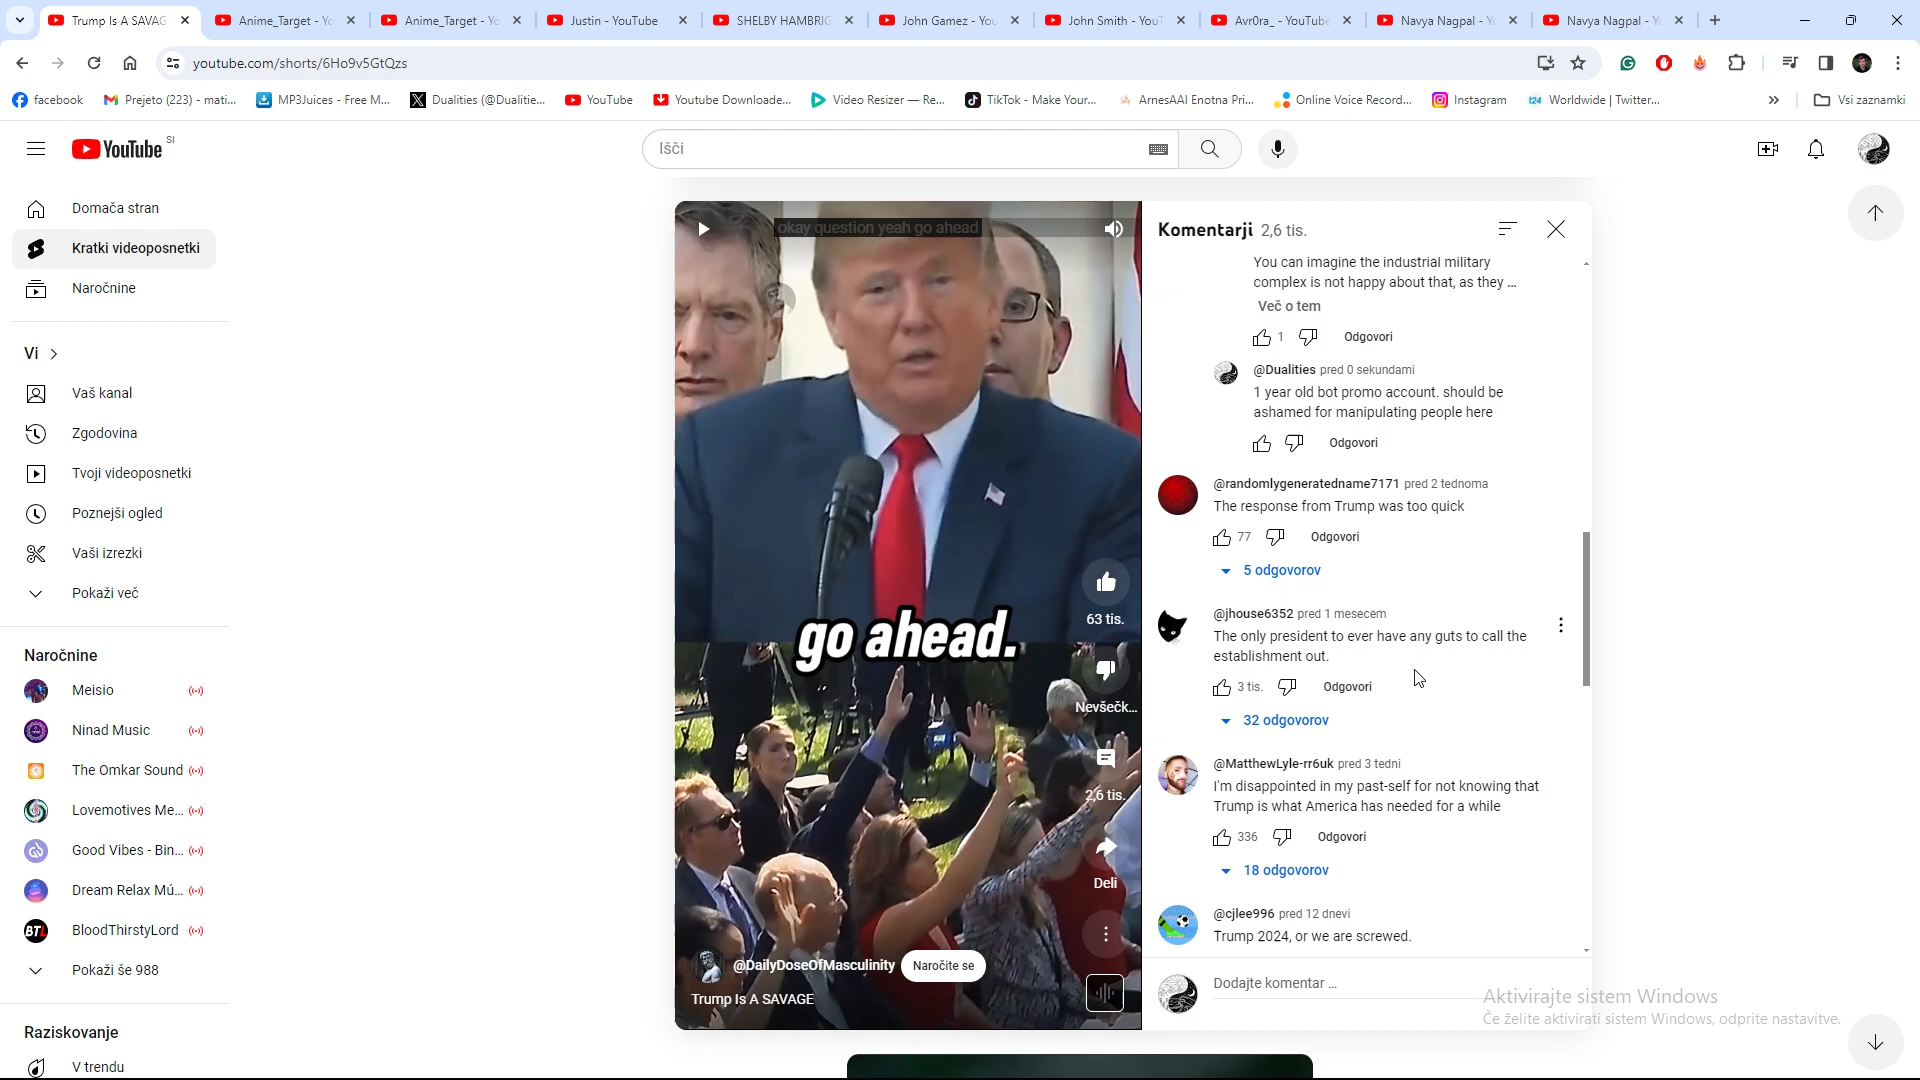 Trump Is A SAVAG
Anime_Target - Yo
Anime_Target - Yo
Justin - YouTube
SHELBY HAMBRIG
John Gamez - You
John Smith - YouT
Avr0ra_ - YouTube
Navya Nagpal - Yo
Navya Nagpal - Yo
youtube.com/shorts/6Ho9v5GtQzs
facebook
Prejeto (223) - mati...
MP3Juices - Free M...
Dualities (@Dualitie...
YouTube
Youtube Downloade...
Video Resizer — Re...
TikTok - Make Your...
ArnesAAI Enotna Pri...
Online Voice Record...
Instagram
t24 Worldwide | Twitter...
»
Vsi zaznamki
YouTube SI
Išči
Domača stran
Kratki videoposnetki
Naročnine
Vi
Vaš kanal
Zgodovina
Tvoji videoposnetki
Poznejši ogled
Vaši izrezki
Pokaži več
Naročnine
Meisio
Ninad Music
The Omkar Sound
Lovemotives Me...
Good Vibes - Bin...
Dream Relax Mú...
BTL BloodThirstyLord
Pokaži še 988
Raziskovanje
V trendu
okay question yeah go ahead
go ahead.
63 tis.
Nevšečk...
2,6 tis.
Deli
@DailyDoseOfMasculinity
Naročite se
Trump Is A SAVAGE
Komentarji 2,6 tis.
You can imagine the industrial military
complex is not happy about that, as they ...
Več o tem
1 Odgovori
@Dualities pred 0 sekundami
1 year old bot promo account. should be
ashamed for manipulating people here
Odgovori
@randomlygeneratedname7171 pred 2 tednoma
The response from Trump was too quick
77 Odgovori
5 odgovorov
@jhouse6352 pred 1 mesecem
The only president to ever have any guts to call the
establishment out.
3 tis. Odgovori
32 odgovorov
@MatthewLyle-rr6uk pred 3 tedni
I'm disappointed in my past-self for not knowing that
Trump is what America has needed for a while
336 Odgovori
18 odgovorov
@cjlee996 pred 12 dnevi
Trump 2024, or we are screwed.
Dodajte komentar ...
Aktivirajte sistem Windows
Če želite aktivirati sistem Windows, odprite nastavitve.